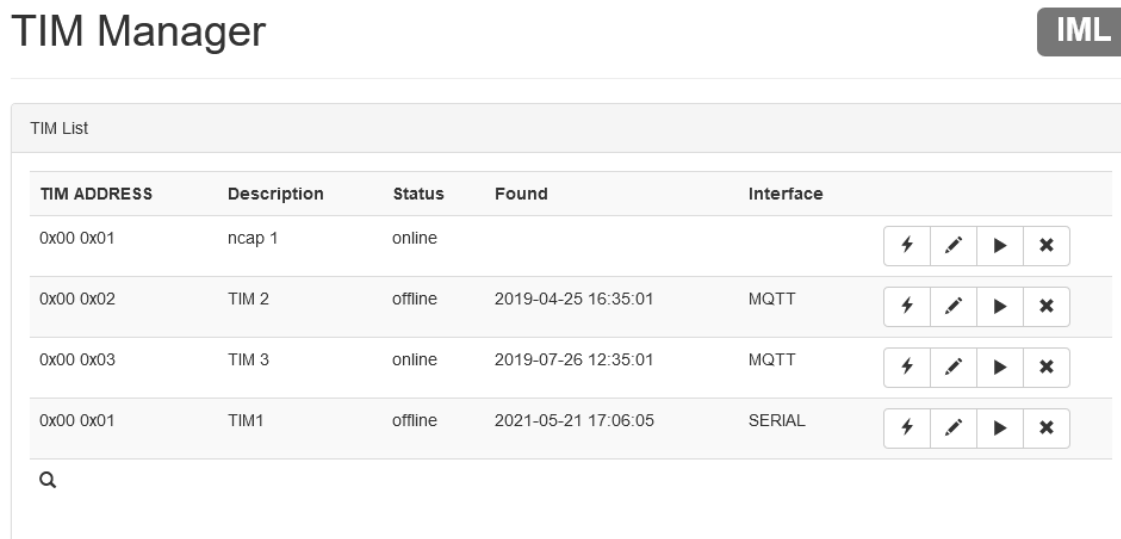 TIM Manager IML
TIM List
TIM ADDRESS Description Status Found Interface
0x00 0x01 ncap 1 online
0x00 0x02 TIM 2 offline 2019-04-25 16:35:01 MQTT
0x00 0x03 TIM 3 online 2019-07-26 12:35:01 MQTT
0x00 0x01 TIM1 offline 2021-05-21 17:06:05 SERIAL